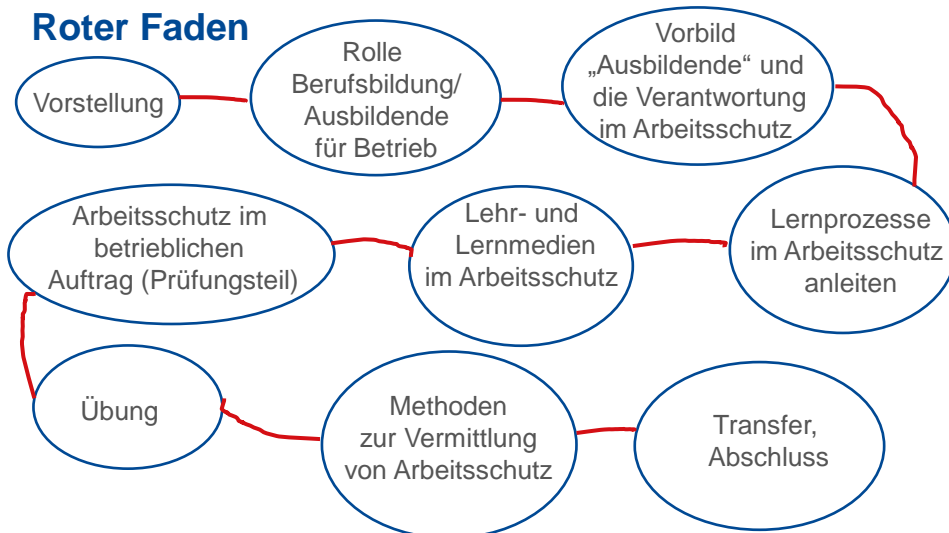 Roter Faden
Vorstellung
Rolle
Berufsbildung/
Ausbildende
für Betrieb
Vorbild
„Ausbildende“ und
die Verantwortung
im Arbeitsschutz
Lernprozesse
im Arbeitsschutz
anleiten
Lehr- und
Lernmedien
im Arbeitsschutz
Arbeitsschutz im
betrieblichen
Auftrag (Prüfungsteil)
Übung
Methoden
zur Vermittlung
von Arbeitsschutz
Transfer,
Abschluss